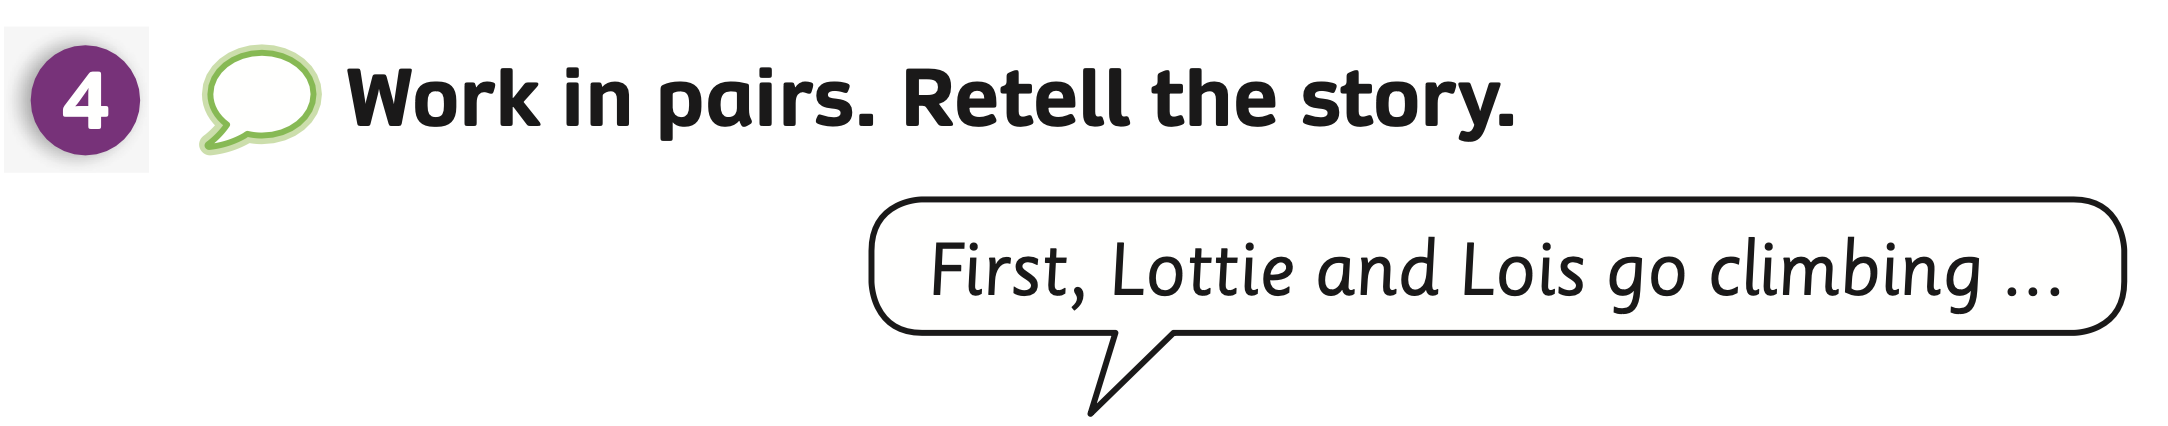 4 Work in pairs. Retell the story.
First, Lottie and Lois go climbing ...